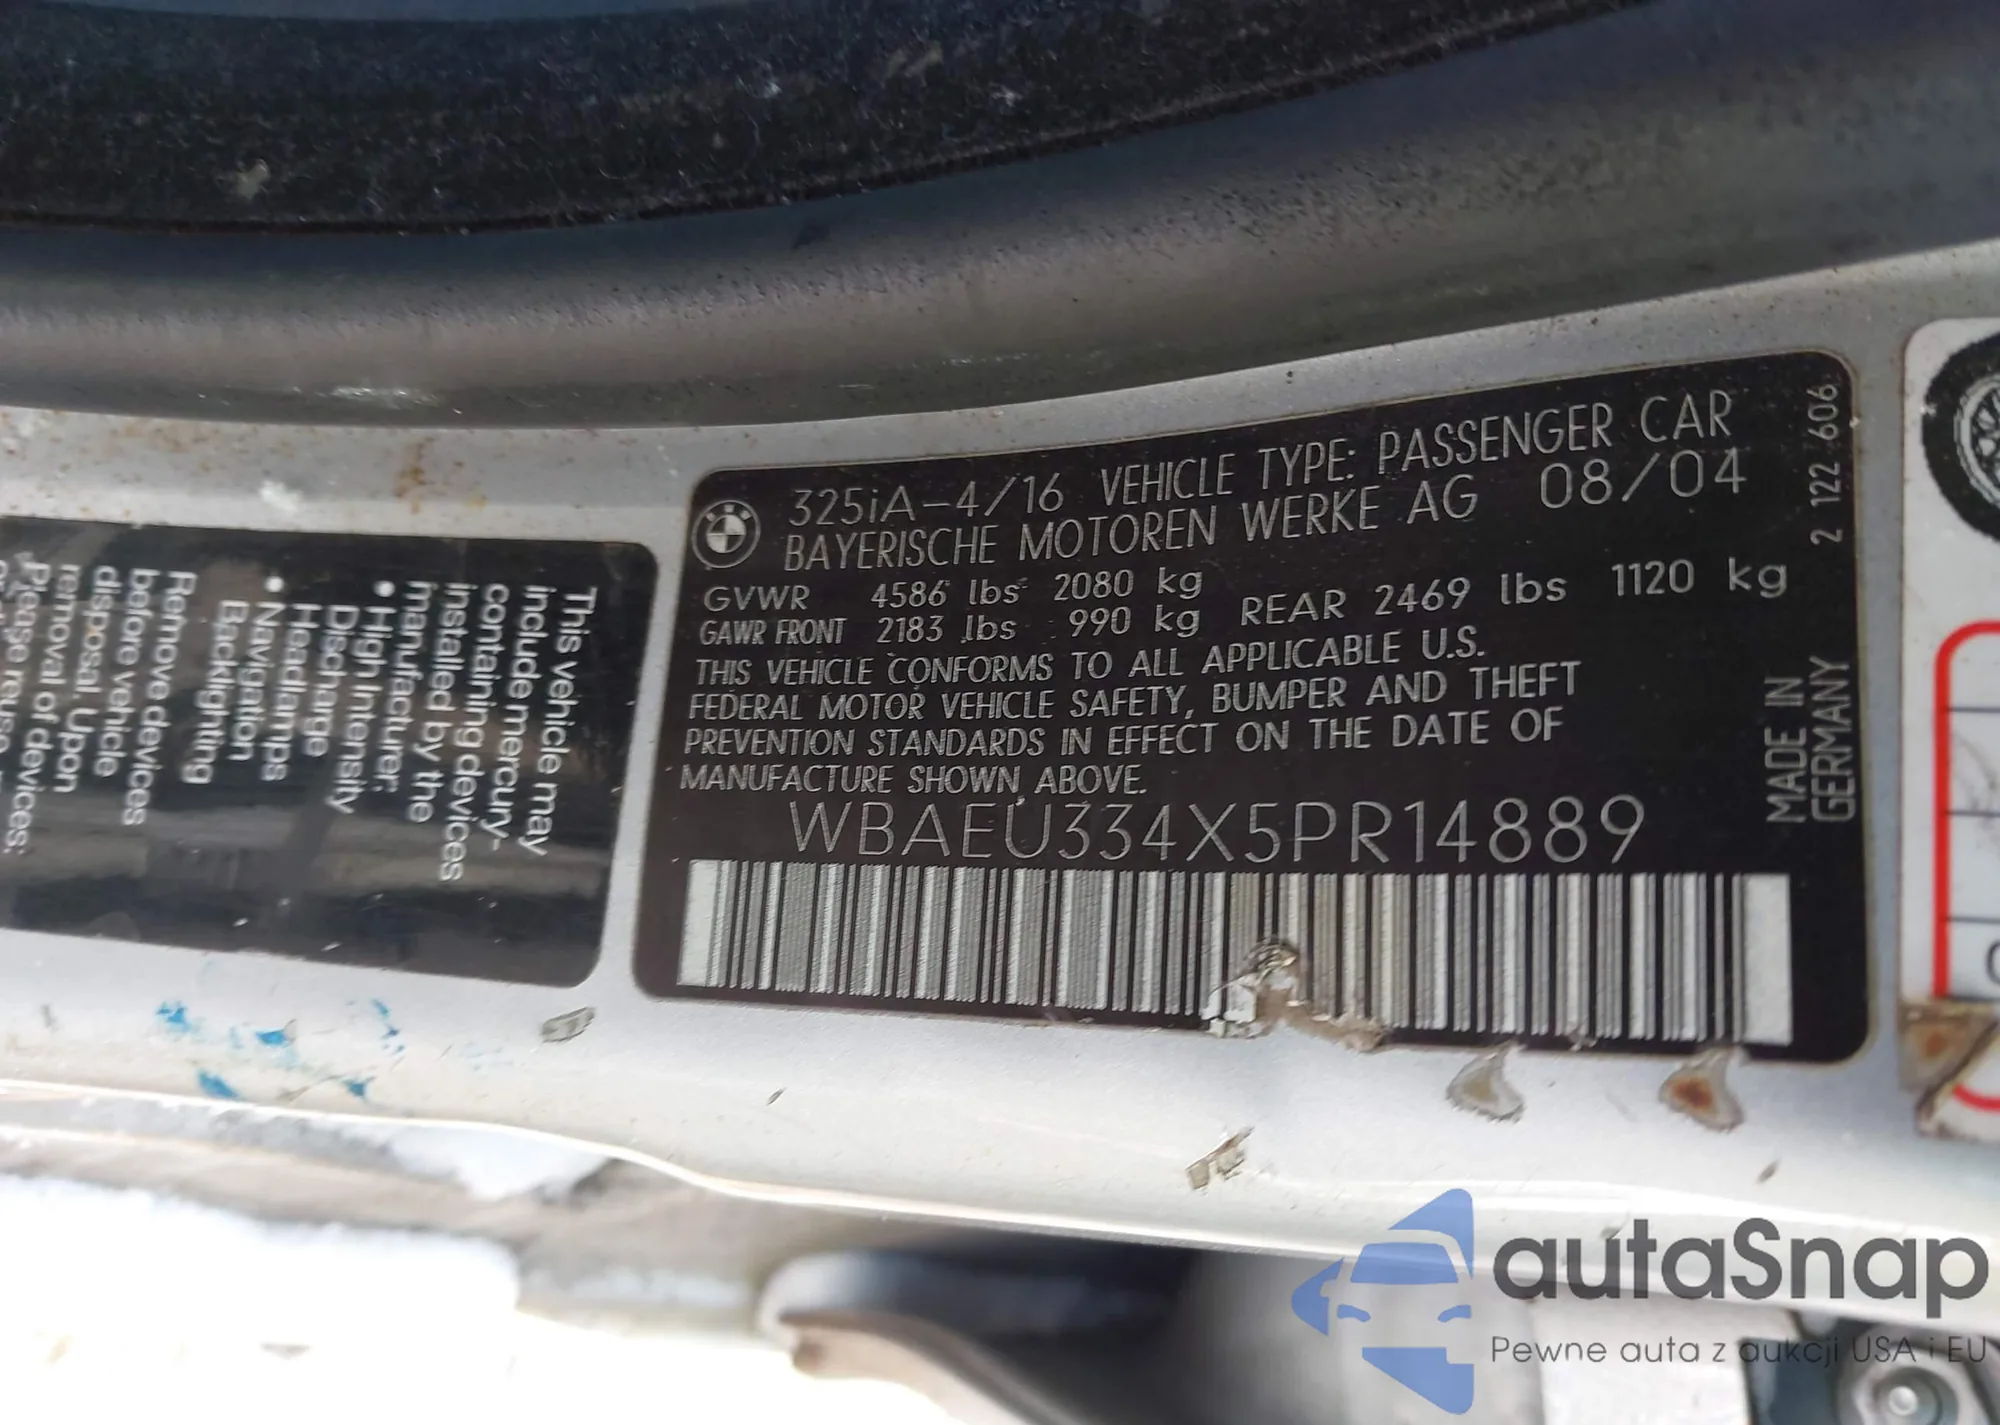 325iA-4/16 VEHICLE TYPE: PASSENGER CAR
BAYERISCHE MOTOREN WERKE AG 08/04
GVWR 4586 lbs 2080 kg
GAWR FRONT 2183 lbs 990 kg REAR 2469 lbs 1120 kg
THIS VEHICLE CONFORMS TO ALL APPLICABLE U.S.
FEDERAL MOTOR VEHICLE SAFETY, BUMPER AND THEFT
PREVENTION STANDARDS IN EFFECT ON THE DATE OF
MANUFACTURE SHOWN ABOVE.
WBAEU334X5PR14889
2 122 606
MADE IN
GERMANY
This vehicle may
include mercury-
containing devices
installed by the
manufacturer:
• High Intensity
Discharge
Headlamps
• Navigation
Backlighting
Remove devices
before vehicle
disposal. Upon
removal of devices,
please reuse,
autaSnap
Pewne auta z aukcji USA i EU